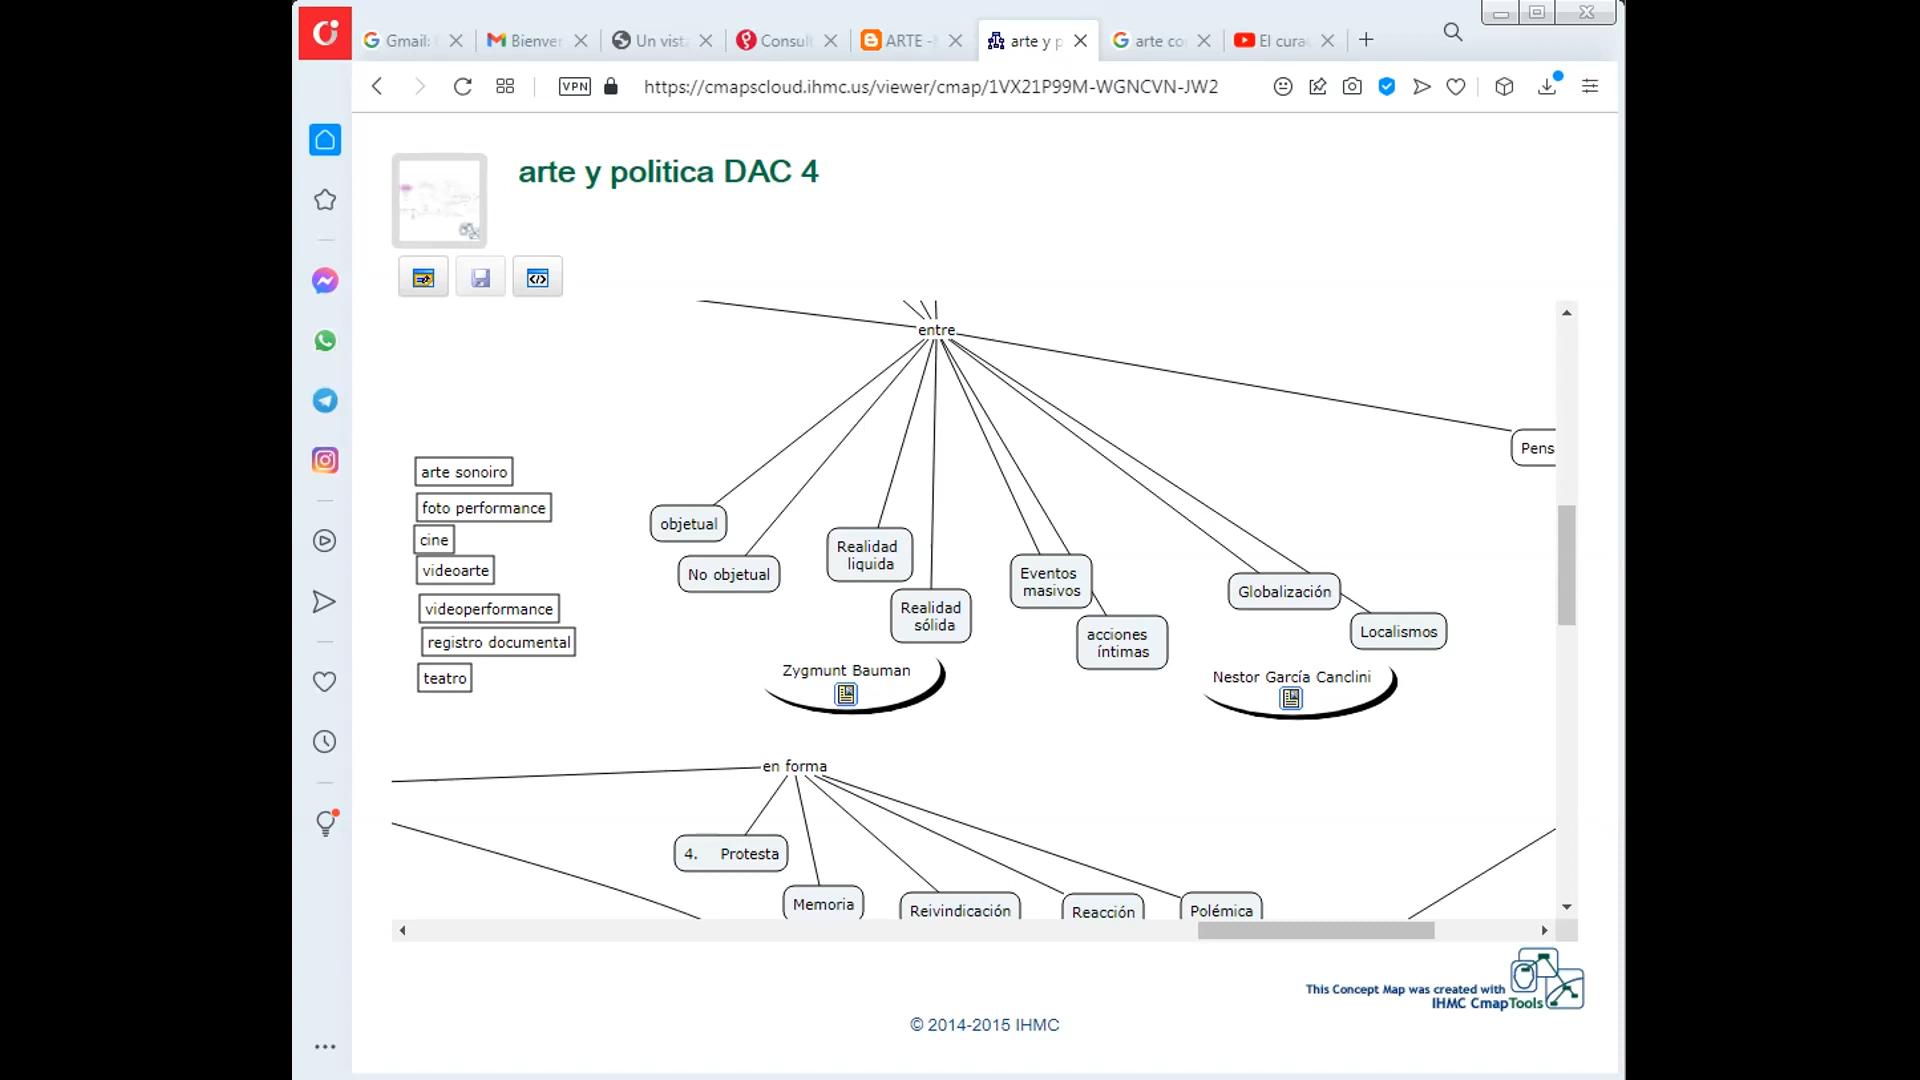 Gmail:
Bienver
Un vist
Consul
ARTE -
arte y p
arte co
El cura
VPN
https://cmapscloud.ihmc.us/viewer/cmap/1VX21P99M-WGNCVN-JW2
arte y politica DAC 4
entre
Pens
arte sonoiro
foto performance
cine
videoarte
videoperformance
registro documental
teatro
objetual
No objetual
Realidad
liquida
Realidad
sólida
Eventos
masivos
acciones
íntimas
Globalización
Localismos
Zygmunt Bauman
Nestor García Canclini
en forma
4. Protesta
Memoria
Reivindicación
Reacción
Polémica
This Concept Map was created with
IHMC CmapTools
© 2014-2015 IHMC